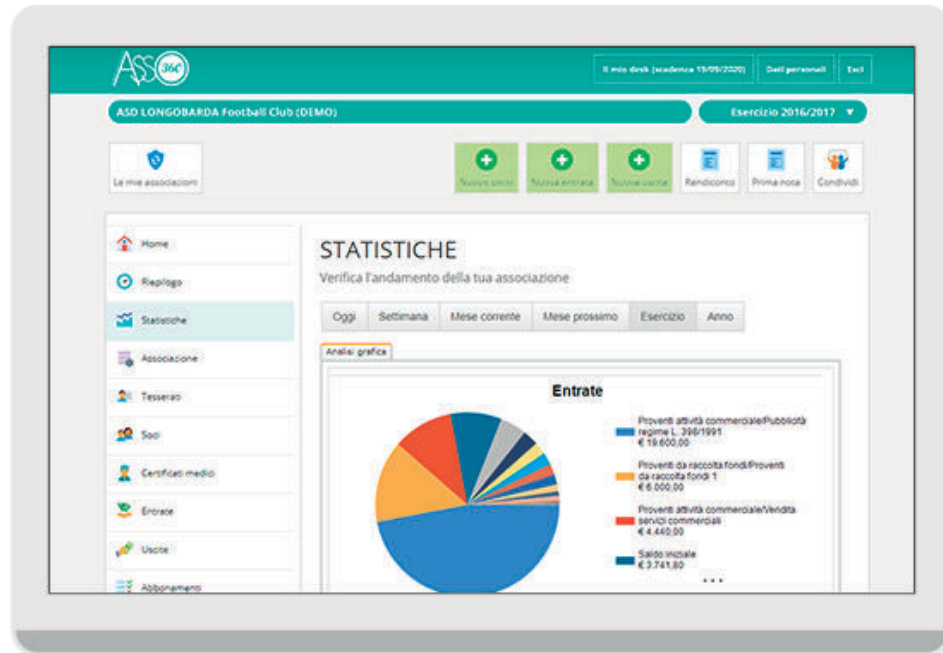 ASSO 360
Il mio desk (scadenza 19/09/2020)
Dati personali
Esci
ASD LONGOBARDA Football Club (DEMO)
Esercizio 2016/2017
Le mie associazioni
Nuovo socio
Nuova entrata
Nuova uscita
Rendiconto
Prima nota
Condividi
Home
Riepilogo
Statistiche
Associazione
Tesserati
Soci
Certificati medici
Entrate
Uscite
Abbonamenti
STATISTICHE
Verifica l'andamento della tua associazione
Oggi
Settimana
Mese corrente
Mese prossimo
Esercizio
Anno
Analisi grafica
Entrate
Proventi attività commerciale/Pubblicità
regime L. 398/1991
€ 19.600,00
Proventi da raccolta fondi/Proventi
da raccolta fondi 1
€ 6.000,00
Proventi attività commerciale/Vendita
servizi commerciali
€ 4.440,00
Saldo iniziale
€ 3.741,80
...